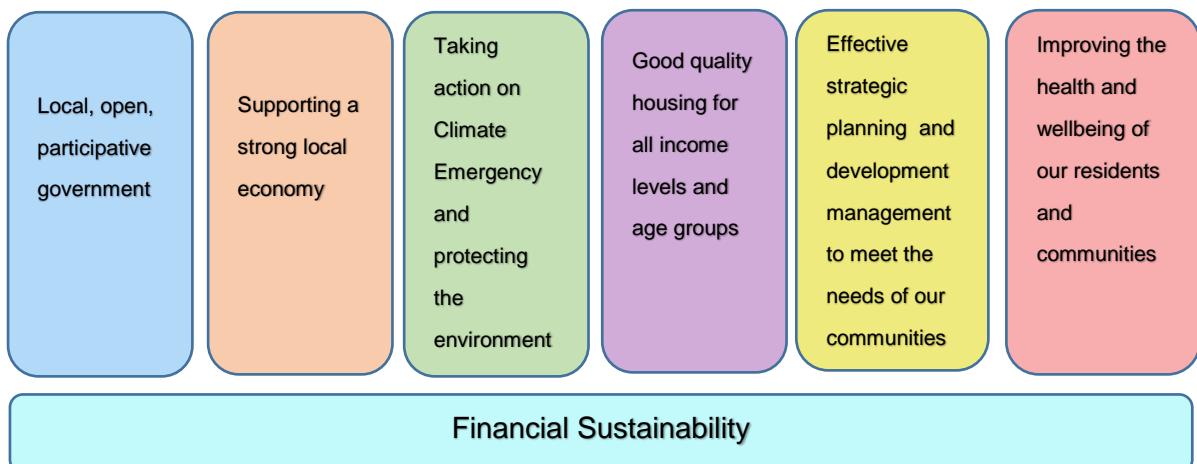 Local, open,
participative
government
Supporting a
strong local
economy
Taking
action on
Climate
Emergency
and
protecting
the
environment
Good quality
housing for
all income
levels and
age groups
Effective
strategic
planning  and
development
management
to meet the
needs of our
communities
Improving the
health and
wellbeing of
our residents
and
communities
Financial Sustainability